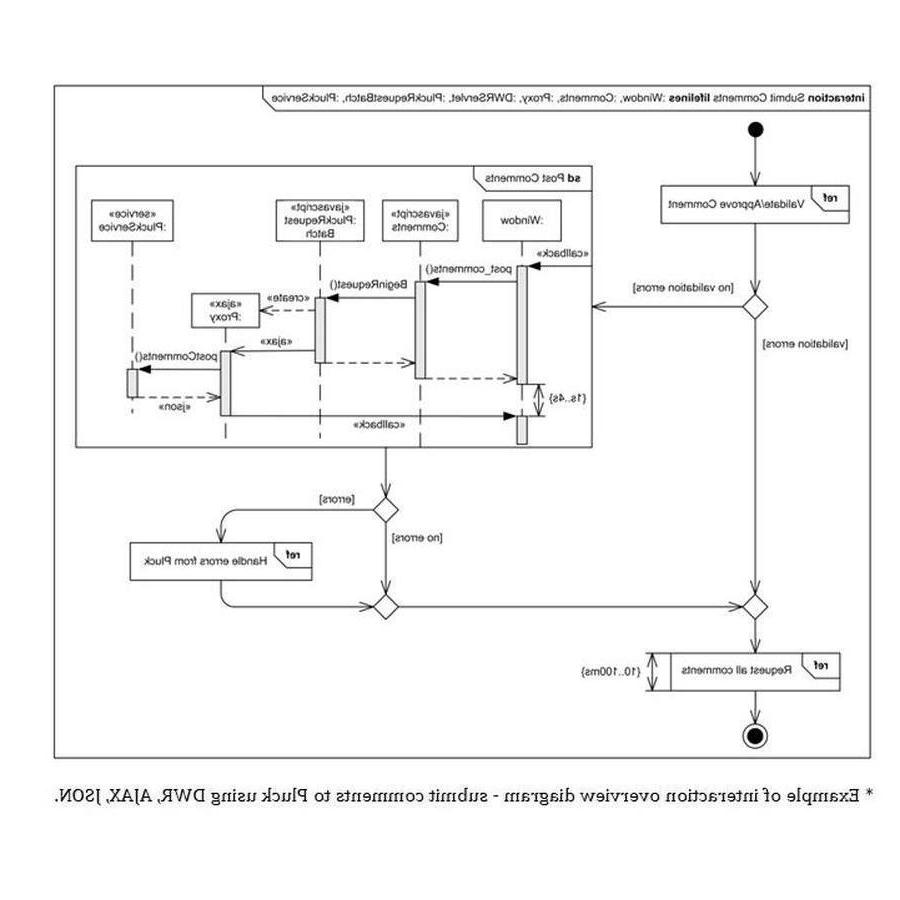 interaction Submit Comments lifelines :Window, :Comments, :Proxy, :DWRServlet, :PluckRequestBatch, :PluckService
ref
Validate/Approve Comment
[no validation errors]
[validation errors]
sd Post Comments
:Window
«javascript»
:Comments
«javascript»
:PluckRequest
Batch
«service»
:PluckService
«callback»
post_comments()
BeginRequest()
«create»
«ajax»
:Proxy
«ajax»
postComments()
«json»
{1s..4s}
«callback»
[errors]
[no errors]
ref
Handle errors from Pluck
ref
Request all comments
{10..100ms}
* Example of interaction overview diagram - submit comments to Pluck using DWR, AJAX, JSON.